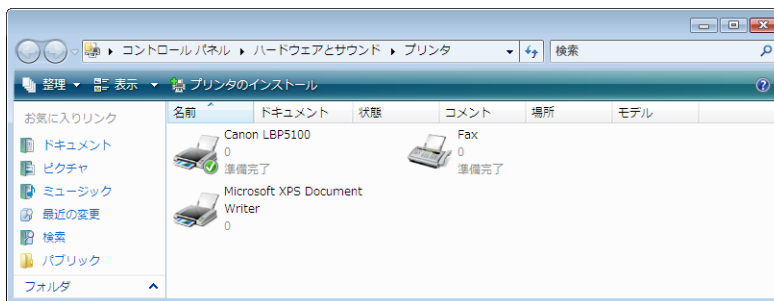 コントロール パネル ▸ ハードウェアとサウンド ▸ プリンタ
検索
整理 表示 プリンタのインストール
お気に入りリンク
ドキュメント
ピクチャ
ミュージック
最近の変更
検索
パブリック
フォルダ
名前 ドキュメント 状態 コメント 場所 モデル
Canon LBP5100
0
準備完了
Fax
0
準備完了
Microsoft XPS Document
Writer
0